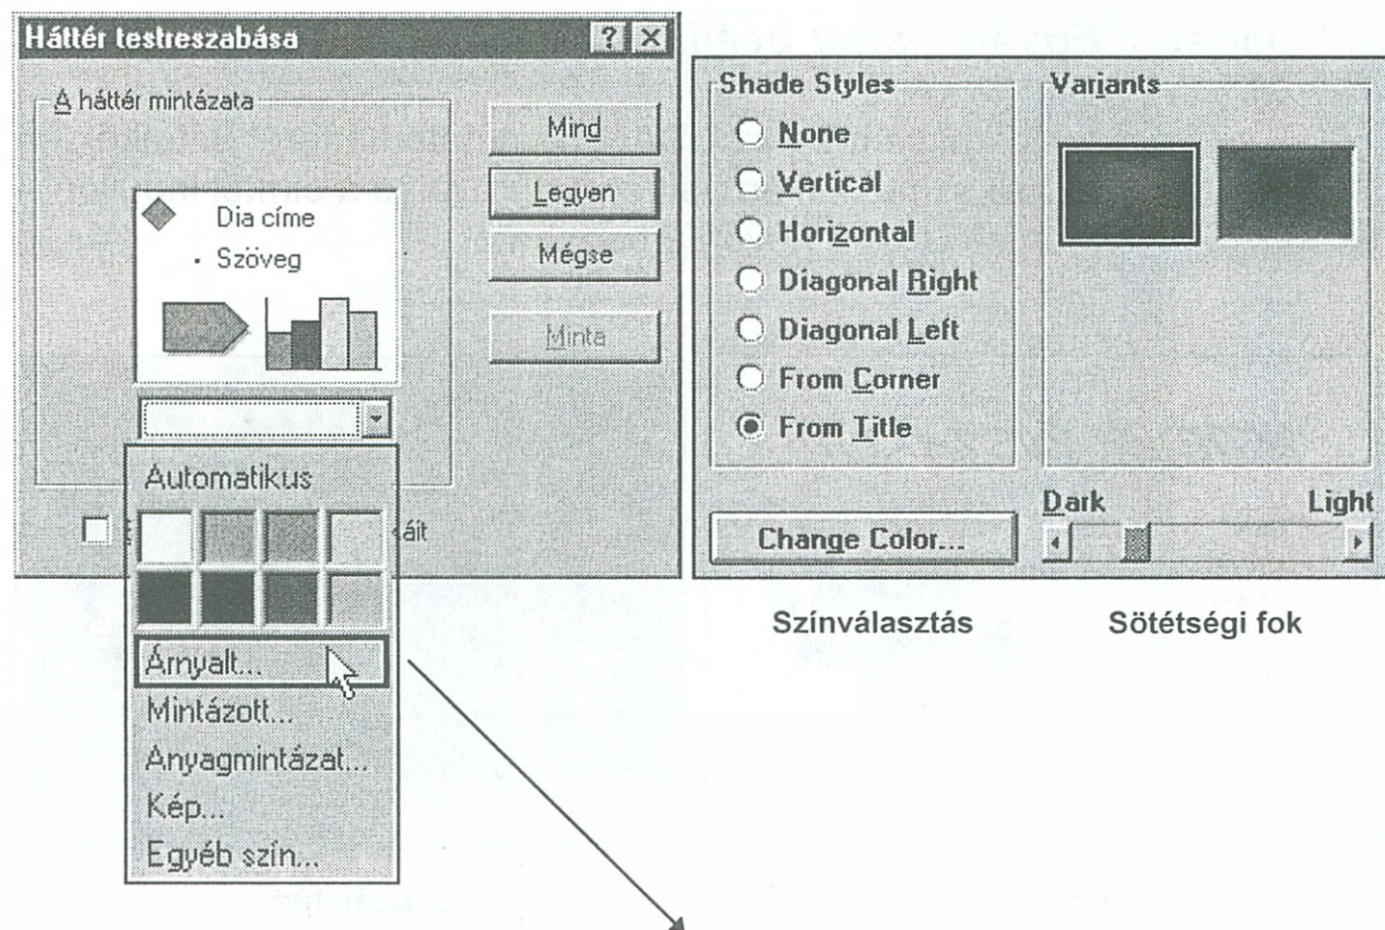 Háttér testreszabása
A háttér mintázata
Dia címe
Szöveg
Mind
Legyen
Mégse
Minta
Automatikus
áit
Árnyalt...
Mintázott...
Anyagmintázat...
Kép...
Egyéb szín...
Shade Styles
None
Vertical
Horizontal
Diagonal Right
Diagonal Left
From Corner
From Title
Change Color...
Variants
Dark Light
Színválasztás
Sötétségi fok